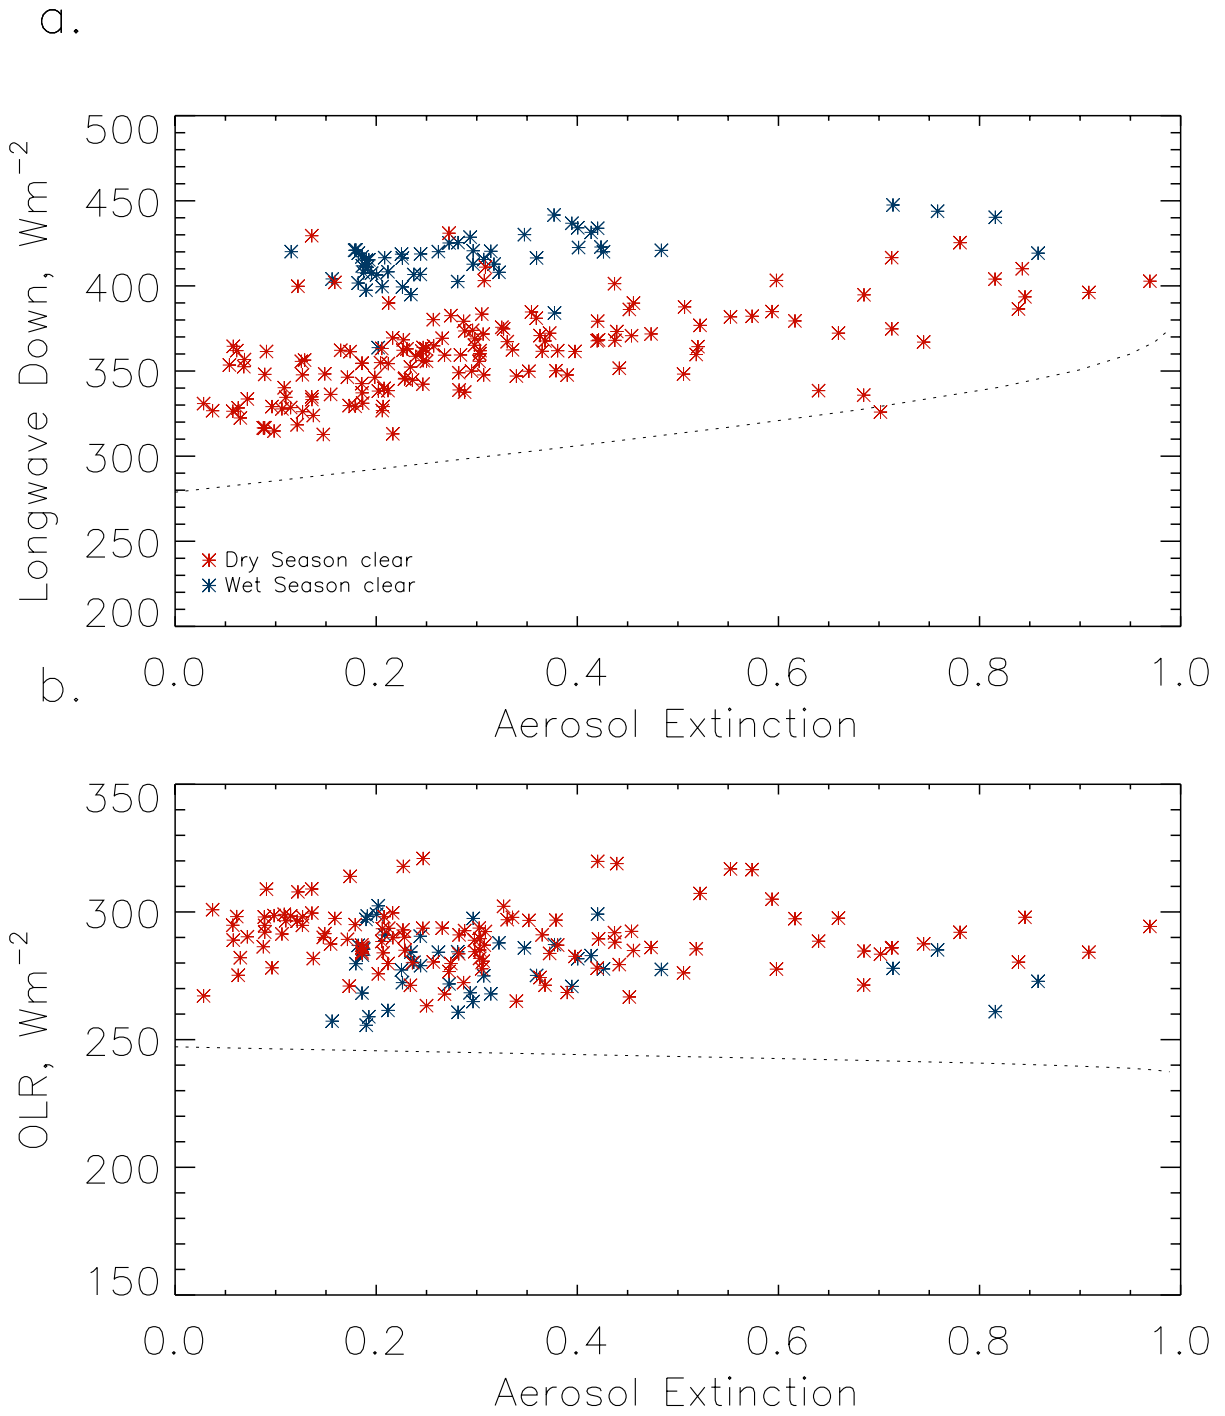 a.
500
450
400
350
300
250
200
Longwave Down, Wm⁻²
Dry Season clear
Wet Season clear
0.0 0.2 0.4 0.6 0.8 1.0
Aerosol Extinction
b.
350
300
250
200
150
OLR, Wm⁻²
0.0 0.2 0.4 0.6 0.8 1.0
Aerosol Extinction